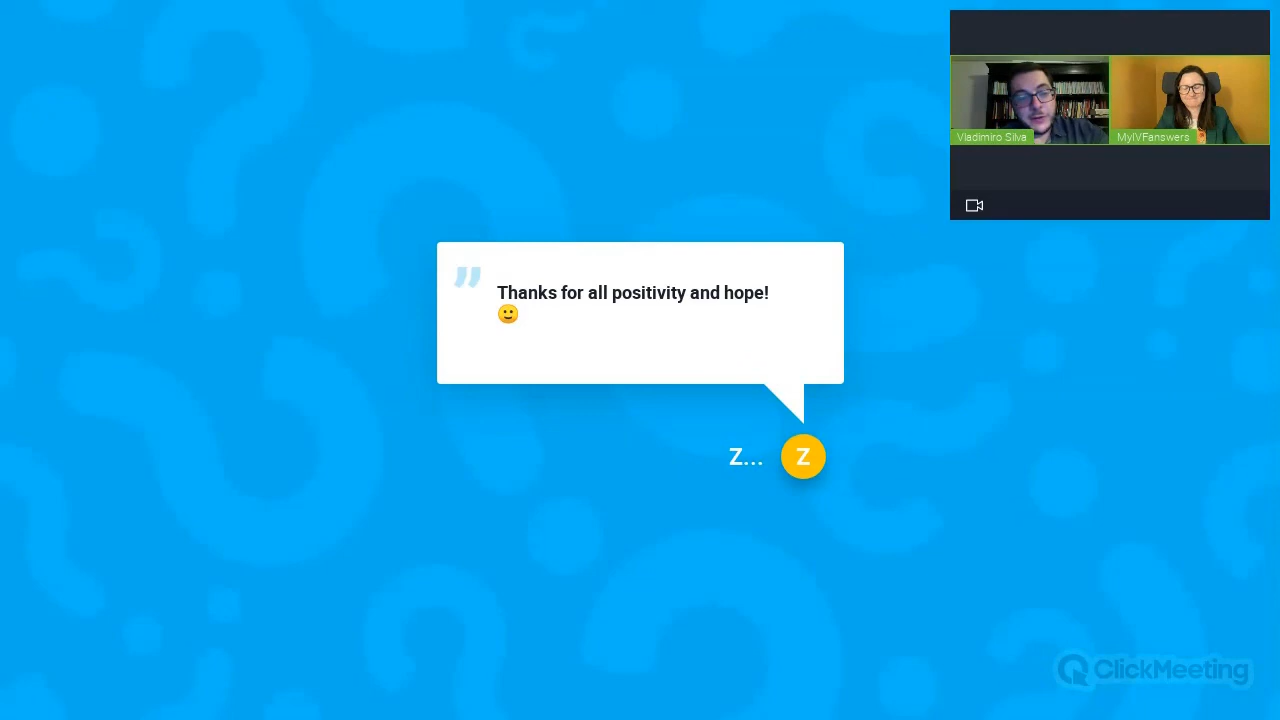 Vladimiro Silva
MyIVFanswers
Thanks for all positivity and hope!
🙂
Z...
Z
ClickMeeting